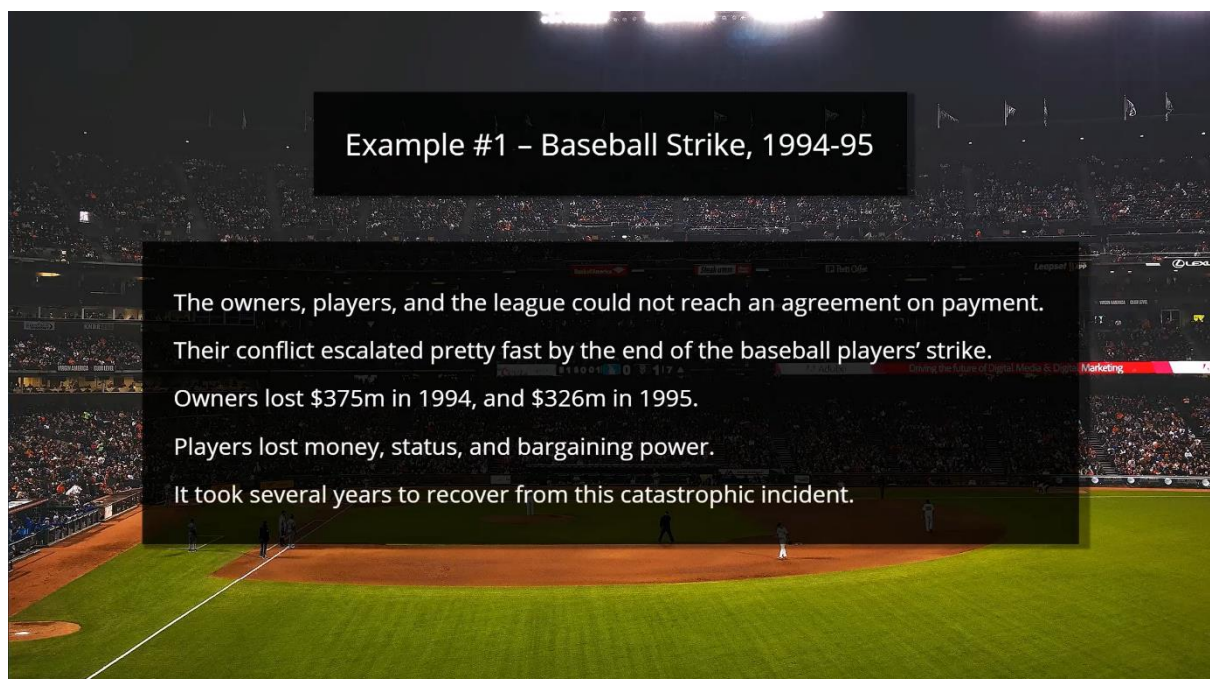 Example #1 – Baseball Strike, 1994-95
The owners, players, and the league could not reach an agreement on payment.
Their conflict escalated pretty fast by the end of the baseball players’ strike.
Owners lost $375m in 1994, and $326m in 1995.
Players lost money, status, and bargaining power.
It took several years to recover from this catastrophic incident.
Marketing